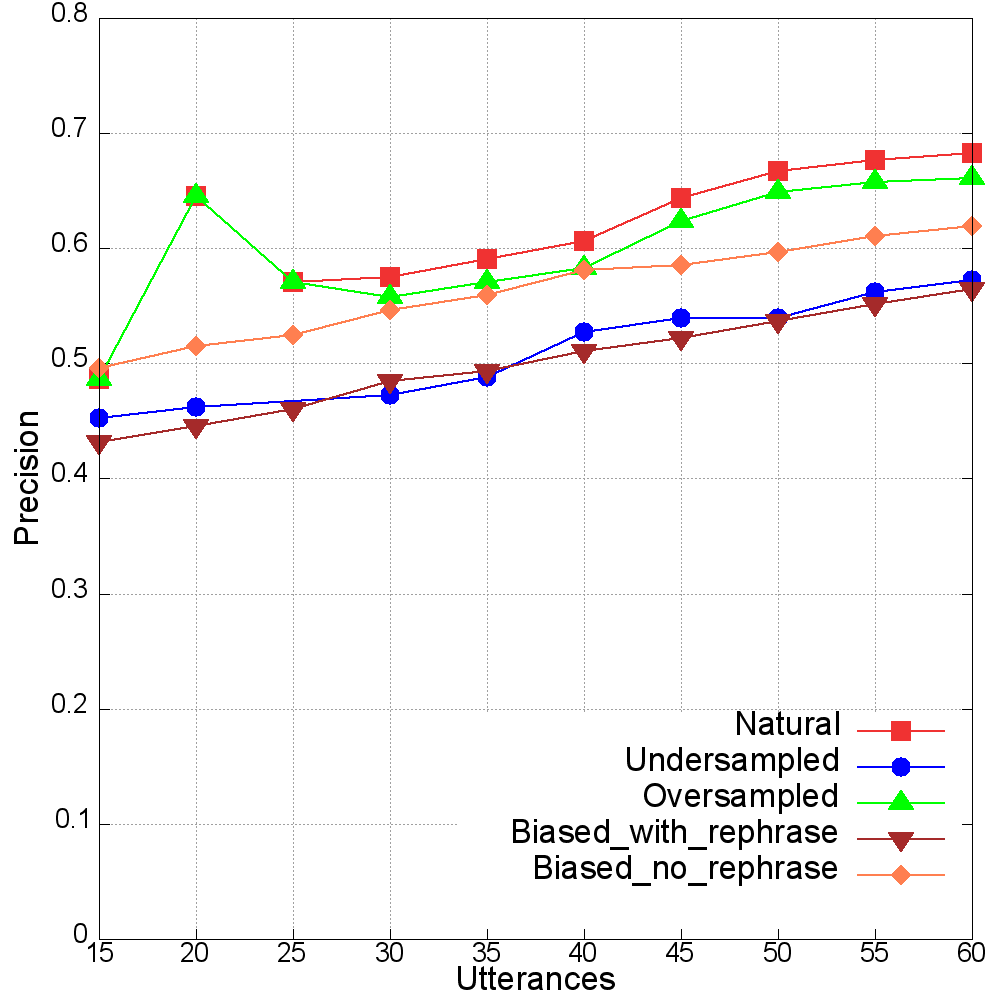 0.8
0.7
0.6
0.5
0.4
0.3
0.2
0.1
0
Precision
15 20 25 30 35 40 45 50 55 60
Utterances
Natural
Undersampled
Oversampled
Biased_with_rephrase
Biased_no_rephrase